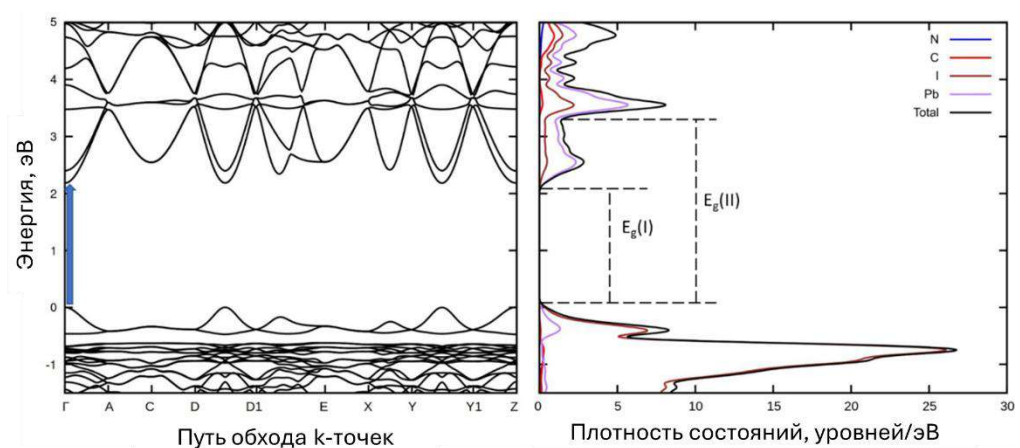 Энергия, эВ
5
4
3
2
1
0
-1
Γ A C D D1 E X Y Y1 Z
Путь обхода k-точек
N
C
I
Pb
Total
E_g(II)
E_g(I)
0 5 10 15 20 25 30
Плотность состояний, уровней/эВ